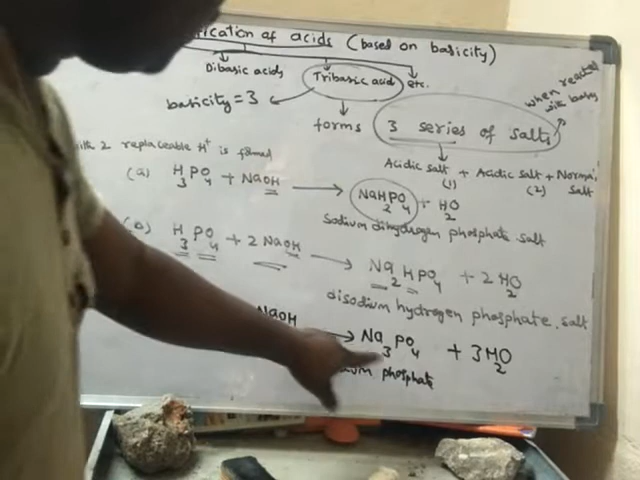 ification of acids (based on basicity)
Dibasic acids Tribasic acid etc.
when reacted with bases
basicity = 3
forms 3 series of salts
with 2 replaceable H⁺ is formed
Acidic salt (1) + Acidic salt (2) + Normal salt
(a) H₃PO₄ + NaOH → NaH₂PO₄ + H₂O
Sodium dihydrogen phosphate salt
(b) H₃PO₄ + 2 NaOH → Na₂HPO₄ + 2H₂O
disodium hydrogen phosphate salt
NaOH → Na₃PO₄ + 3H₂O
phosphate